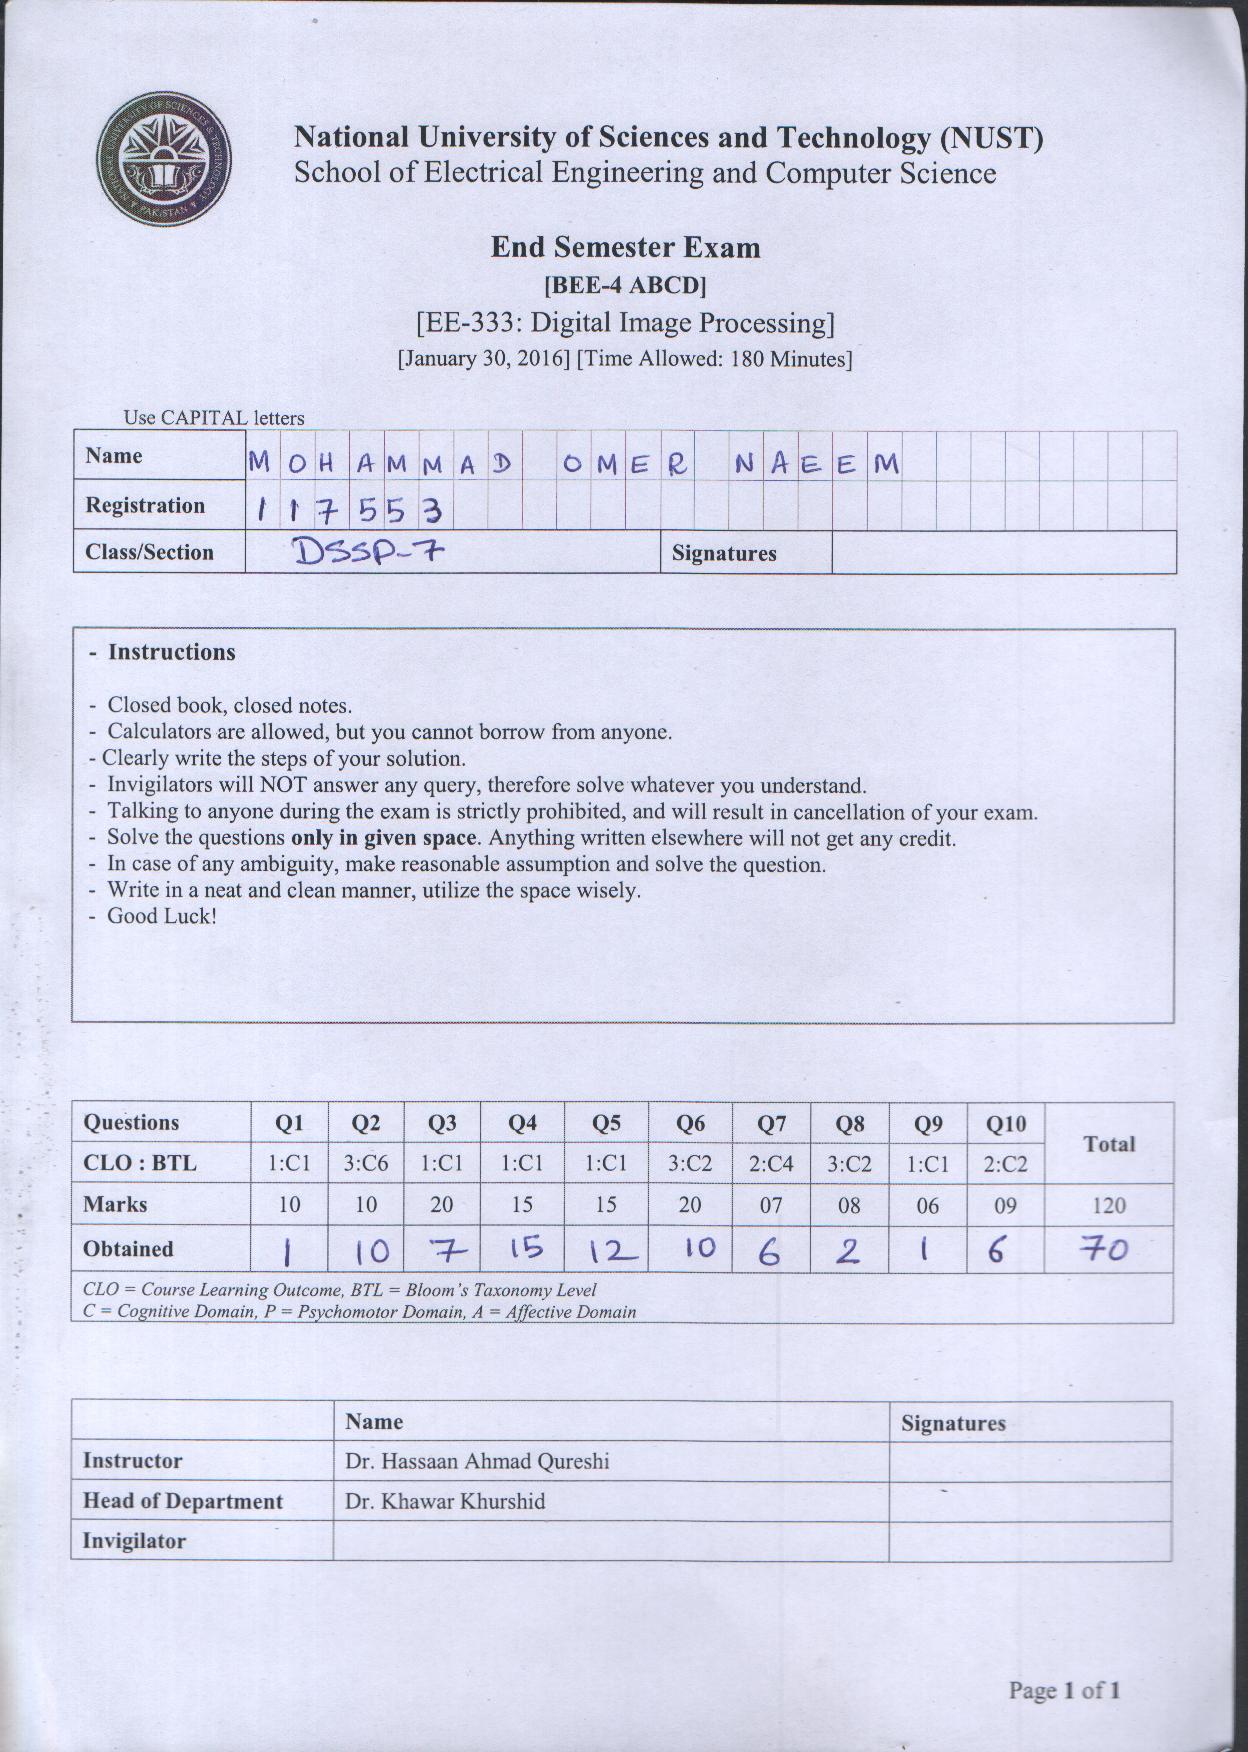 National University of Sciences and Technology (NUST)
School of Electrical Engineering and Computer Science
UNIVERSITY OF SCIENCES & TECHNOLOGY
NATIONAL
PAKISTAN
End Semester Exam
[BEE-4 ABCD]
[EE-333: Digital Image Processing]
[January 30, 2016] [Time Allowed: 180 Minutes]
Use CAPITAL letters
Name MOHAMMAD OMER NAEEM
Registration 117553
Class/Section DSSP-7 Signatures
- Instructions
- Closed book, closed notes.
- Calculators are allowed, but you cannot borrow from anyone.
- Clearly write the steps of your solution.
- Invigilators will NOT answer any query, therefore solve whatever you understand.
- Talking to anyone during the exam is strictly prohibited, and will result in cancellation of your exam.
- Solve the questions only in given space. Anything written elsewhere will not get any credit.
- In case of any ambiguity, make reasonable assumption and solve the question.
- Write in a neat and clean manner, utilize the space wisely.
- Good Luck!
Questions Q1 Q2 Q3 Q4 Q5 Q6 Q7 Q8 Q9 Q10 Total
CLO : BTL 1:C1 3:C6 1:C1 1:C1 1:C1 3:C2 2:C4 3:C2 1:C1 2:C2
Marks 10 10 20 15 15 20 07 08 06 09 120
Obtained 1 10 7 15 12 10 6 2 1 6 70
CLO = Course Learning Outcome, BTL = Bloom's Taxonomy Level
C = Cognitive Domain, P = Psychomotor Domain, A = Affective Domain
Name Signatures
Instructor Dr. Hassaan Ahmad Qureshi
Head of Department Dr. Khawar Khurshid
Invigilator
Page 1 of 1